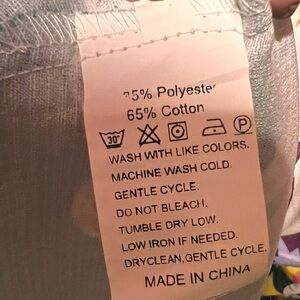 5% Polyester
65% Cotton
30°
P
WASH WITH LIKE COLORS.
MACHINE WASH COLD.
GENTLE CYCLE.
DO NOT BLEACH.
TUMBLE DRY LOW.
LOW IRON IF NEEDED.
DRYCLEAN,GENTLE CYCLE.
MADE IN CHINA